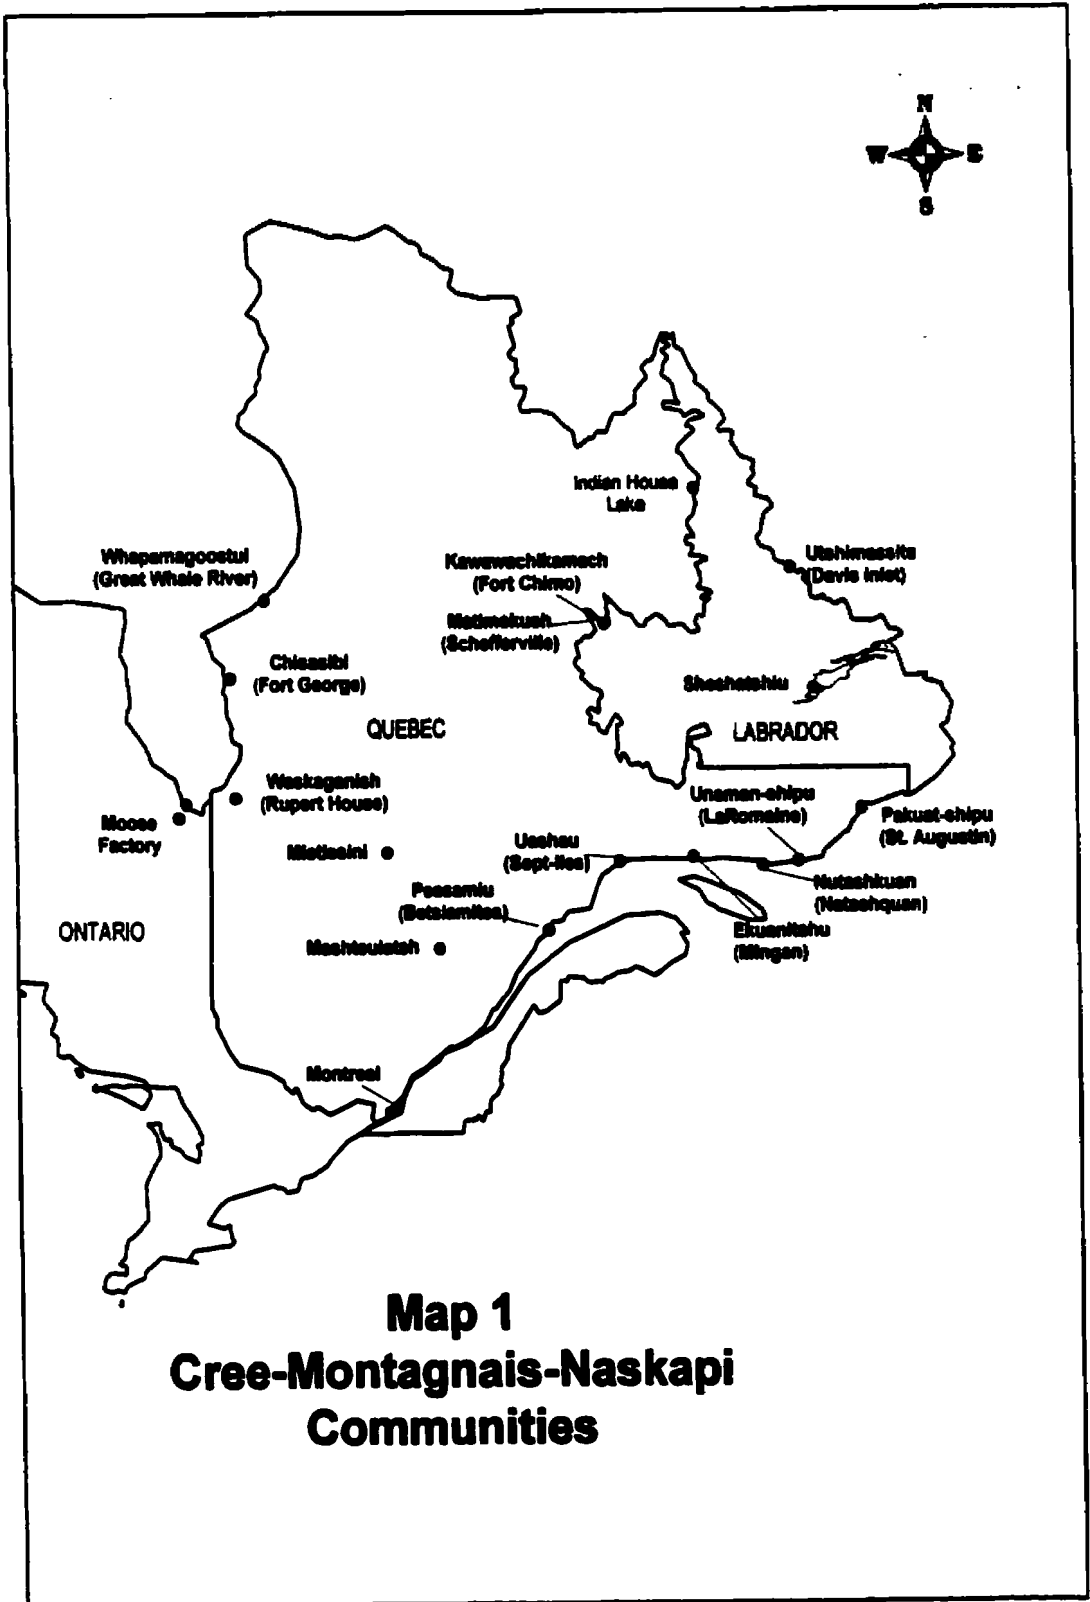 N
W E
S
Indian House
Lake
Whapamagoostui
(Great Whale River)
Kawawachikamach
(Fort Chimo)
Utshimassits
(Davis Inlet)
Matimekush
(Schefferville)
Chisasibi
(Fort George)
Sheshatshiu
QUEBEC
LABRADOR
Waskaganish
(Rupert House)
Unaman-shipu
(LaRomaine)
Moose
Factory
Pakuat-shipu
(St. Augustin)
Mistissini
Uashau
(Sept-Iles)
Nutashkuan
(Natashquan)
Pessamiu
(Betsiamites)
ONTARIO
Ekuanitshu
(Mingan)
Mashteuiatsh
Montreal
Map 1
Cree-Montagnais-Naskapi
Communities